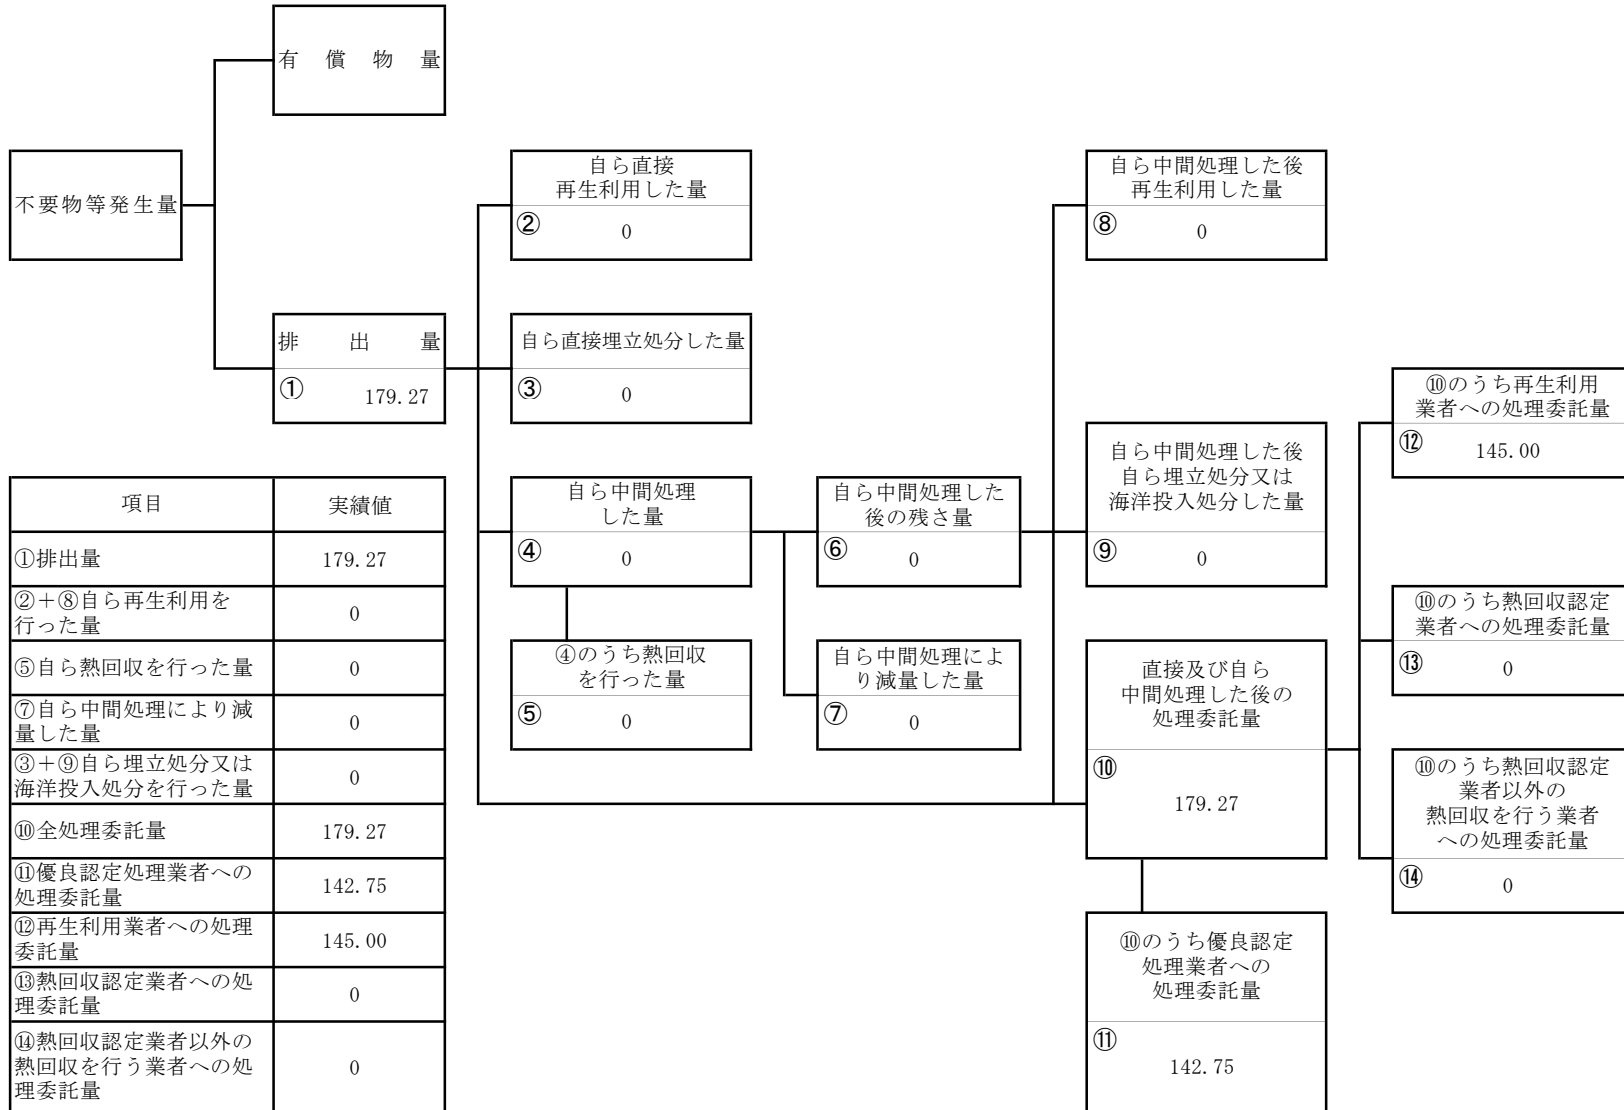 有償物量
不要物等発生量
排出量
① 179.27
自ら直接
再生利用した量
② 0
自ら直接埋立処分した量
③ 0
自ら中間処理
した量
④ 0
④のうち熱回収
を行った量
⑤ 0
自ら中間処理した
後の残さ量
⑥ 0
自ら中間処理によ
り減量した量
⑦ 0
自ら中間処理した後
再生利用した量
⑧ 0
自ら中間処理した後
自ら埋立処分又は
海洋投入処分した量
⑨ 0
直接及び自ら
中間処理した後の
処理委託量
⑩
179.27
⑩のうち優良認定
処理業者への
処理委託量
⑪
142.75
⑩のうち再生利用
業者への処理委託量
⑫ 145.00
⑩のうち熱回収認定
業者への処理委託量
⑬ 0
⑩のうち熱回収認定
業者以外の
熱回収を行う業者
への処理委託量
⑭ 0
項目 実績値
①排出量 179.27
②+⑧自ら再生利用を
行った量 0
⑤自ら熱回収を行った量 0
⑦自ら中間処理により減
量した量 0
③+⑨自ら埋立処分又は
海洋投入処分を行った量 0
⑩全処理委託量 179.27
⑪優良認定処理業者への
処理委託量 142.75
⑫再生利用業者への処理
委託量 145.00
⑬熱回収認定業者への処
理委託量 0
⑭熱回収認定業者以外の
熱回収を行う業者への処
理委託量 0